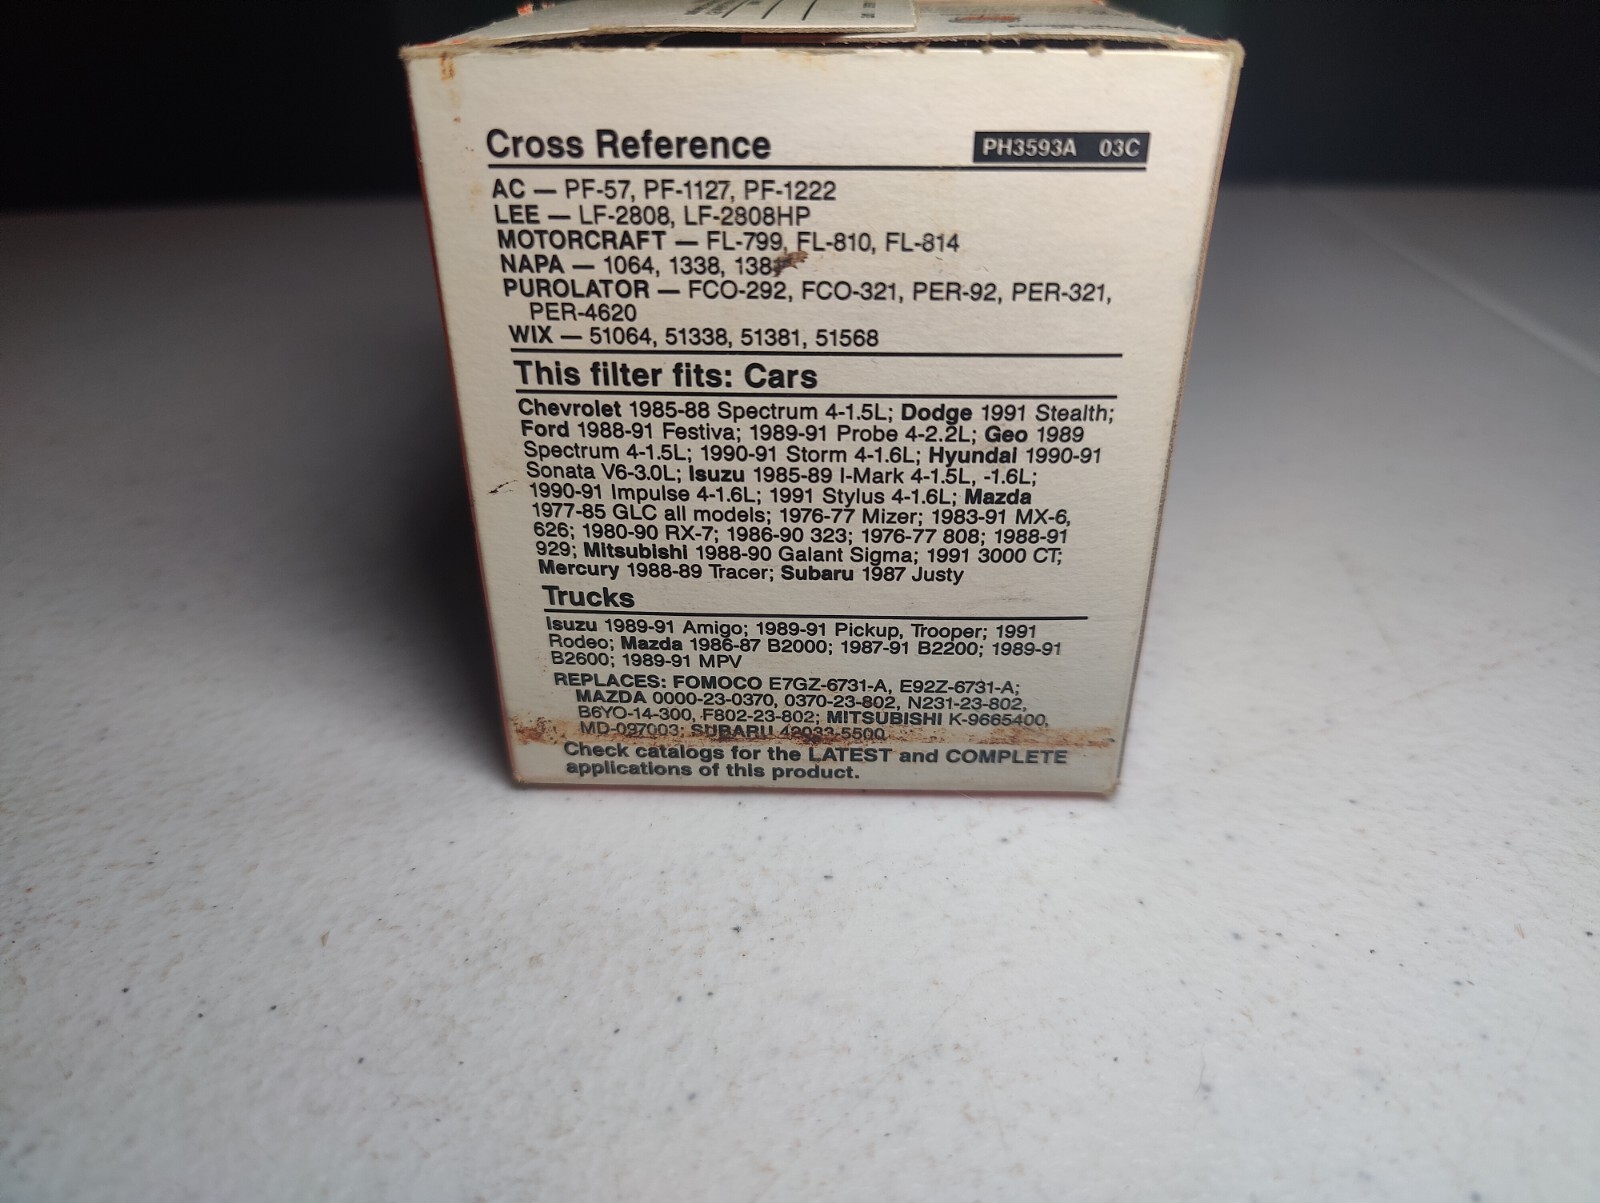 Cross Reference
PH3593A 03C
AC — PF-57, PF-1127, PF-1222
LEE — LF-2808, LF-2808HP
MOTORCRAFT — FL-799, FL-810, FL-814
NAPA — 1064, 1338,
PUROLATOR — FCO-292, FCO-321, PER-92, PER-321,
PER-4620
WIX — 51064, 51338, 51381, 51568
This filter fits: Cars
Chevrolet 1985-88 Spectrum 4-1.5L; Dodge 1991 Stealth;
Ford 1988-91 Festiva; 1989-91 Probe 4-2.2L; Geo 1989
Spectrum 4-1.5L; 1990-91 Storm 4-1.6L; Hyundai 1990-91
Sonata V6-3.0L; Isuzu 1985-89 I-Mark 4-1.5L, -1.6L;
1990-91 Impulse 4-1.6L; 1991 Stylus 4-1.6L; Mazda
1977-85 GLC all models; 1976-77 Mizer; 1983-91 MX-6,
626; 1980-90 RX-7; 1986-90 323; 1976-77 808; 1988-91
929; Mitsubishi 1988-90 Galant Sigma; 1991 3000 CT;
Mercury 1988-89 Tracer; Subaru 1987 Justy
Trucks
Isuzu 1989-91 Amigo; 1989-91 Pickup, Trooper; 1991
Rodeo; Mazda 1986-87 B2000; 1987-91 B2200; 1989-91
B2600; 1989-91 MPV
REPLACES: FOMOCO E7GZ-6731-A, E92Z-6731-A;
MAZDA 0000-23-0370, 0370-23-802, N231-23-802,
B6YO-14-300, F802-23-802; MITSUBISHI K-9665400,
MD-097003; SUBARU 42033-5500
Check catalogs for the LATEST and COMPLETE
applications of this product.